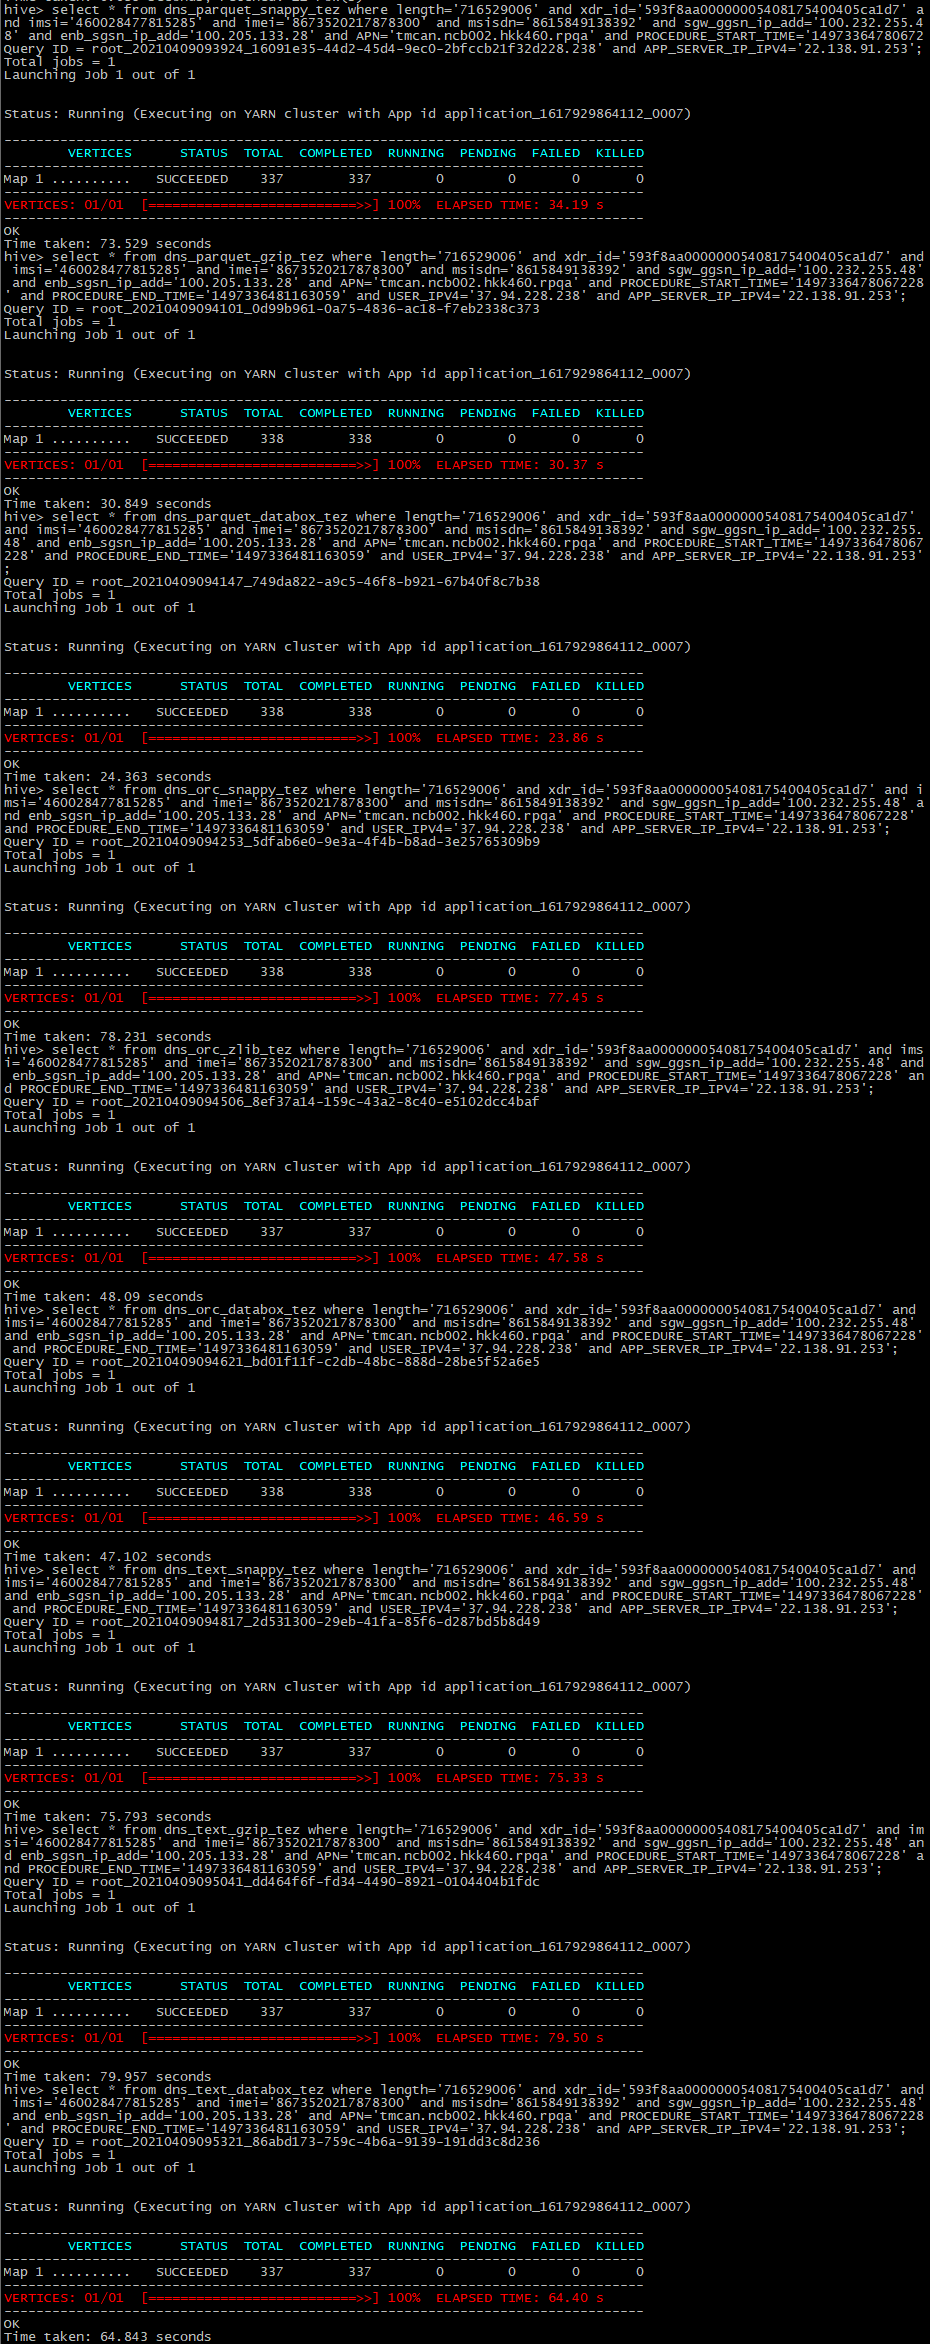 hive> select * from dns_parquet_snappy_tez where length='716529006' and xdr_id='593f8aa00000005408175400405ca1d7' a
nd imsi='460028477815285' and imei='8673520217878300' and msisdn='8615849138392' and sgw_ggsn_ip_add='100.232.255.4
8' and enb_sgsn_ip_add='100.205.133.28' and APN='tmcan.ncb002.hkk460.rpqa' and PROCEDURE_START_TIME='14973364780672
Query ID = root_20210409093924_16091e35-44d2-45d4-9ec0-2bfccb21f32d228.238' and APP_SERVER_IP_IPV4='22.138.91.253';
Total jobs = 1
Launching Job 1 out of 1
Status: Running (Executing on YARN cluster with App id application_1617929864112_0007)
--------------------------------------------------------------------------------
VERTICES STATUS TOTAL COMPLETED RUNNING PENDING FAILED KILLED
--------------------------------------------------------------------------------
Map 1 .......... SUCCEEDED 337 337 0 0 0 0
--------------------------------------------------------------------------------
VERTICES: 01/01 [==========================>>] 100% ELAPSED TIME: 34.19 s
--------------------------------------------------------------------------------
OK
Time taken: 73.529 seconds
hive> select * from dns_parquet_gzip_tez where length='716529006' and xdr_id='593f8aa00000005408175400405ca1d7' and
imsi='460028477815285' and imei='8673520217878300' and msisdn='8615849138392' and sgw_ggsn_ip_add='100.232.255.48'
and enb_sgsn_ip_add='100.205.133.28' and APN='tmcan.ncb002.hkk460.rpqa' and PROCEDURE_START_TIME='1497336478067228
' and PROCEDURE_END_TIME='1497336481163059' and USER_IPV4='37.94.228.238' and APP_SERVER_IP_IPV4='22.138.91.253';
Query ID = root_20210409094101_0d99b961-0a75-4836-ac18-f7eb2338c373
Total jobs = 1
Launching Job 1 out of 1
Status: Running (Executing on YARN cluster with App id application_1617929864112_0007)
--------------------------------------------------------------------------------
VERTICES STATUS TOTAL COMPLETED RUNNING PENDING FAILED KILLED
--------------------------------------------------------------------------------
Map 1 .......... SUCCEEDED 338 338 0 0 0 0
--------------------------------------------------------------------------------
VERTICES: 01/01 [==========================>>] 100% ELAPSED TIME: 30.37 s
--------------------------------------------------------------------------------
OK
Time taken: 30.849 seconds
hive> select * from dns_parquet_databox_tez where length='716529006' and xdr_id='593f8aa00000005408175400405ca1d7'
and imsi='460028477815285' and imei='8673520217878300' and msisdn='8615849138392' and sgw_ggsn_ip_add='100.232.255.
48' and enb_sgsn_ip_add='100.205.133.28' and APN='tmcan.ncb002.hkk460.rpqa' and PROCEDURE_START_TIME='1497336478067
228' and PROCEDURE_END_TIME='1497336481163059' and USER_IPV4='37.94.228.238' and APP_SERVER_IP_IPV4='22.138.91.253'
;
Query ID = root_20210409094147_749da822-a9c5-46f8-b921-67b40f8c7b38
Total jobs = 1
Launching Job 1 out of 1
Status: Running (Executing on YARN cluster with App id application_1617929864112_0007)
--------------------------------------------------------------------------------
VERTICES STATUS TOTAL COMPLETED RUNNING PENDING FAILED KILLED
--------------------------------------------------------------------------------
Map 1 .......... SUCCEEDED 338 338 0 0 0 0
--------------------------------------------------------------------------------
VERTICES: 01/01 [==========================>>] 100% ELAPSED TIME: 23.86 s
--------------------------------------------------------------------------------
OK
Time taken: 24.363 seconds
hive> select * from dns_orc_snappy_tez where length='716529006' and xdr_id='593f8aa00000005408175400405ca1d7' and i
msi='460028477815285' and imei='8673520217878300' and msisdn='8615849138392' and sgw_ggsn_ip_add='100.232.255.48' a
nd enb_sgsn_ip_add='100.205.133.28' and APN='tmcan.ncb002.hkk460.rpqa' and PROCEDURE_START_TIME='1497336478067228'
and PROCEDURE_END_TIME='1497336481163059' and USER_IPV4='37.94.228.238' and APP_SERVER_IP_IPV4='22.138.91.253';
Query ID = root_20210409094253_5dfab6e0-9e3a-4f4b-b8ad-3e25765309b9
Total jobs = 1
Launching Job 1 out of 1
Status: Running (Executing on YARN cluster with App id application_1617929864112_0007)
--------------------------------------------------------------------------------
VERTICES STATUS TOTAL COMPLETED RUNNING PENDING FAILED KILLED
--------------------------------------------------------------------------------
Map 1 .......... SUCCEEDED 338 338 0 0 0 0
--------------------------------------------------------------------------------
VERTICES: 01/01 [==========================>>] 100% ELAPSED TIME: 77.45 s
--------------------------------------------------------------------------------
OK
Time taken: 78.231 seconds
hive> select * from dns_orc_zlib_tez where length='716529006' and xdr_id='593f8aa00000005408175400405ca1d7' and ims
i='460028477815285' and imei='8673520217878300' and msisdn='8615849138392' and sgw_ggsn_ip_add='100.232.255.48' and
enb_sgsn_ip_add='100.205.133.28' and APN='tmcan.ncb002.hkk460.rpqa' and PROCEDURE_START_TIME='1497336478067228' an
d PROCEDURE_END_TIME='1497336481163059' and USER_IPV4='37.94.228.238' and APP_SERVER_IP_IPV4='22.138.91.253';
Query ID = root_20210409094506_8ef37a14-159c-43a2-8c40-e5102dcc4baf
Total jobs = 1
Launching Job 1 out of 1
Status: Running (Executing on YARN cluster with App id application_1617929864112_0007)
--------------------------------------------------------------------------------
VERTICES STATUS TOTAL COMPLETED RUNNING PENDING FAILED KILLED
--------------------------------------------------------------------------------
Map 1 .......... SUCCEEDED 337 337 0 0 0 0
--------------------------------------------------------------------------------
VERTICES: 01/01 [==========================>>] 100% ELAPSED TIME: 47.58 s
--------------------------------------------------------------------------------
OK
Time taken: 48.09 seconds
hive> select * from dns_orc_databox_tez where length='716529006' and xdr_id='593f8aa00000005408175400405ca1d7' and
imsi='460028477815285' and imei='8673520217878300' and msisdn='8615849138392' and sgw_ggsn_ip_add='100.232.255.48'
and enb_sgsn_ip_add='100.205.133.28' and APN='tmcan.ncb002.hkk460.rpqa' and PROCEDURE_START_TIME='1497336478067228'
and PROCEDURE_END_TIME='1497336481163059' and USER_IPV4='37.94.228.238' and APP_SERVER_IP_IPV4='22.138.91.253';
Query ID = root_20210409094621_bd01f11f-c2db-48bc-888d-28be5f52a6e5
Total jobs = 1
Launching Job 1 out of 1
Status: Running (Executing on YARN cluster with App id application_1617929864112_0007)
--------------------------------------------------------------------------------
VERTICES STATUS TOTAL COMPLETED RUNNING PENDING FAILED KILLED
--------------------------------------------------------------------------------
Map 1 .......... SUCCEEDED 338 338 0 0 0 0
--------------------------------------------------------------------------------
VERTICES: 01/01 [==========================>>] 100% ELAPSED TIME: 46.59 s
--------------------------------------------------------------------------------
OK
Time taken: 47.102 seconds
hive> select * from dns_text_snappy_tez where length='716529006' and xdr_id='593f8aa00000005408175400405ca1d7' and
imsi='460028477815285' and imei='8673520217878300' and msisdn='8615849138392' and sgw_ggsn_ip_add='100.232.255.48'
and enb_sgsn_ip_add='100.205.133.28' and APN='tmcan.ncb002.hkk460.rpqa' and PROCEDURE_START_TIME='1497336478067228'
and PROCEDURE_END_TIME='1497336481163059' and USER_IPV4='37.94.228.238' and APP_SERVER_IP_IPV4='22.138.91.253';
Query ID = root_20210409094817_2d531300-29eb-41fa-85f6-d287bd5b8d49
Total jobs = 1
Launching Job 1 out of 1
Status: Running (Executing on YARN cluster with App id application_1617929864112_0007)
--------------------------------------------------------------------------------
VERTICES STATUS TOTAL COMPLETED RUNNING PENDING FAILED KILLED
--------------------------------------------------------------------------------
Map 1 .......... SUCCEEDED 337 337 0 0 0 0
--------------------------------------------------------------------------------
VERTICES: 01/01 [==========================>>] 100% ELAPSED TIME: 75.33 s
--------------------------------------------------------------------------------
OK
Time taken: 75.793 seconds
hive> select * from dns_text_gzip_tez where length='716529006' and xdr_id='593f8aa00000005408175400405ca1d7' and im
si='460028477815285' and imei='8673520217878300' and msisdn='8615849138392' and sgw_ggsn_ip_add='100.232.255.48' an
d enb_sgsn_ip_add='100.205.133.28' and APN='tmcan.ncb002.hkk460.rpqa' and PROCEDURE_START_TIME='1497336478067228' a
nd PROCEDURE_END_TIME='1497336481163059' and USER_IPV4='37.94.228.238' and APP_SERVER_IP_IPV4='22.138.91.253';
Query ID = root_20210409095041_dd464f6f-fd34-4490-8921-0104404b1fdc
Total jobs = 1
Launching Job 1 out of 1
Status: Running (Executing on YARN cluster with App id application_1617929864112_0007)
--------------------------------------------------------------------------------
VERTICES STATUS TOTAL COMPLETED RUNNING PENDING FAILED KILLED
--------------------------------------------------------------------------------
Map 1 .......... SUCCEEDED 337 337 0 0 0 0
--------------------------------------------------------------------------------
VERTICES: 01/01 [==========================>>] 100% ELAPSED TIME: 79.50 s
--------------------------------------------------------------------------------
OK
Time taken: 79.957 seconds
hive> select * from dns_text_databox_tez where length='716529006' and xdr_id='593f8aa00000005408175400405ca1d7' and
imsi='460028477815285' and imei='8673520217878300' and msisdn='8615849138392' and sgw_ggsn_ip_add='100.232.255.48'
and enb_sgsn_ip_add='100.205.133.28' and APN='tmcan.ncb002.hkk460.rpqa' and PROCEDURE_START_TIME='1497336478067228
' and PROCEDURE_END_TIME='1497336481163059' and USER_IPV4='37.94.228.238' and APP_SERVER_IP_IPV4='22.138.91.253';
Query ID = root_20210409095321_86abd173-759c-4b6a-9139-191dd3c8d236
Total jobs = 1
Launching Job 1 out of 1
Status: Running (Executing on YARN cluster with App id application_1617929864112_0007)
--------------------------------------------------------------------------------
VERTICES STATUS TOTAL COMPLETED RUNNING PENDING FAILED KILLED
--------------------------------------------------------------------------------
Map 1 .......... SUCCEEDED 337 337 0 0 0 0
--------------------------------------------------------------------------------
VERTICES: 01/01 [==========================>>] 100% ELAPSED TIME: 64.40 s
--------------------------------------------------------------------------------
OK
Time taken: 64.843 seconds